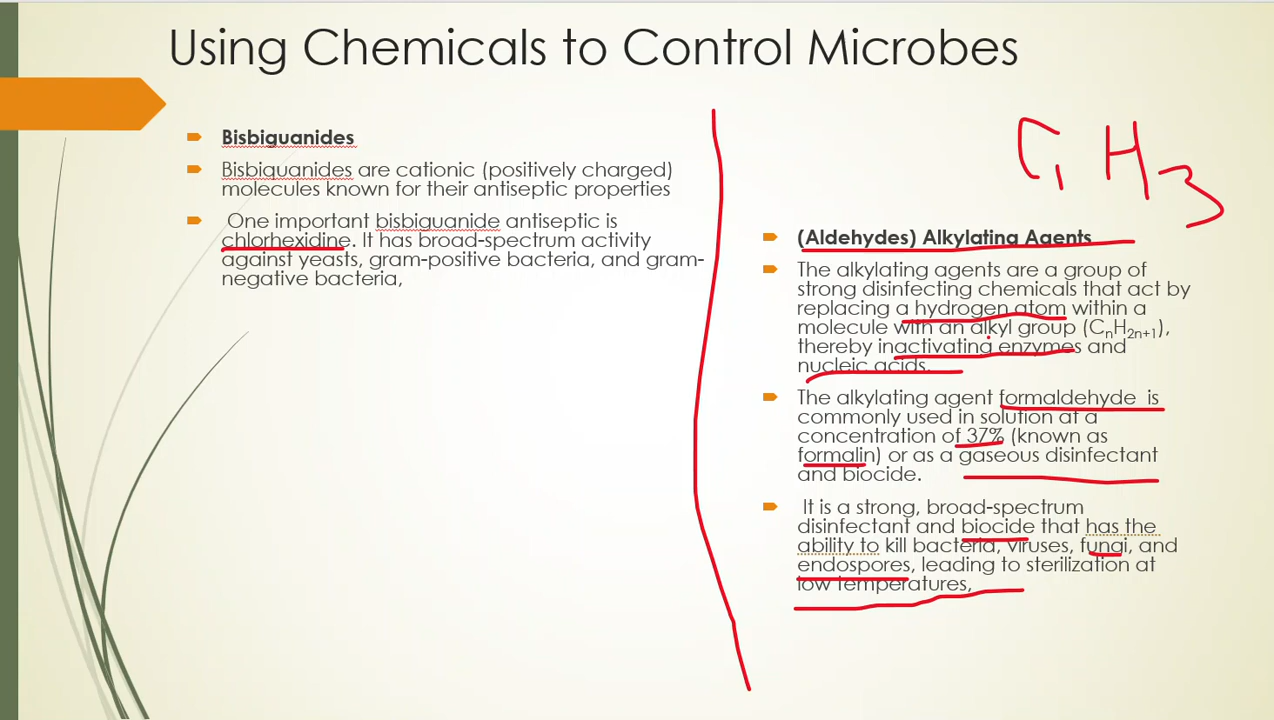 Using Chemicals to Control Microbes
Bisbiguanides
Bisbiguanides are cationic (positively charged)
molecules known for their antiseptic properties
One important bisbiguanide antiseptic is
chlorhexidine. It has broad-spectrum activity
against yeasts, gram-positive bacteria, and gram-
negative bacteria,
C₁ H₃
(Aldehydes) Alkylating Agents
The alkylating agents are a group of
strong disinfecting chemicals that act by
replacing a hydrogen atom within a
molecule with an alkyl group (CₙH₂ₙ₊₁),
thereby inactivating enzymes and
nucleic acids.
The alkylating agent formaldehyde is
commonly used in solution at a
concentration of 37% (known as
formalin) or as a gaseous disinfectant
and biocide.
It is a strong, broad-spectrum
disinfectant and biocide that has the
ability to kill bacteria, viruses, fungi, and
endospores, leading to sterilization at
low temperatures,